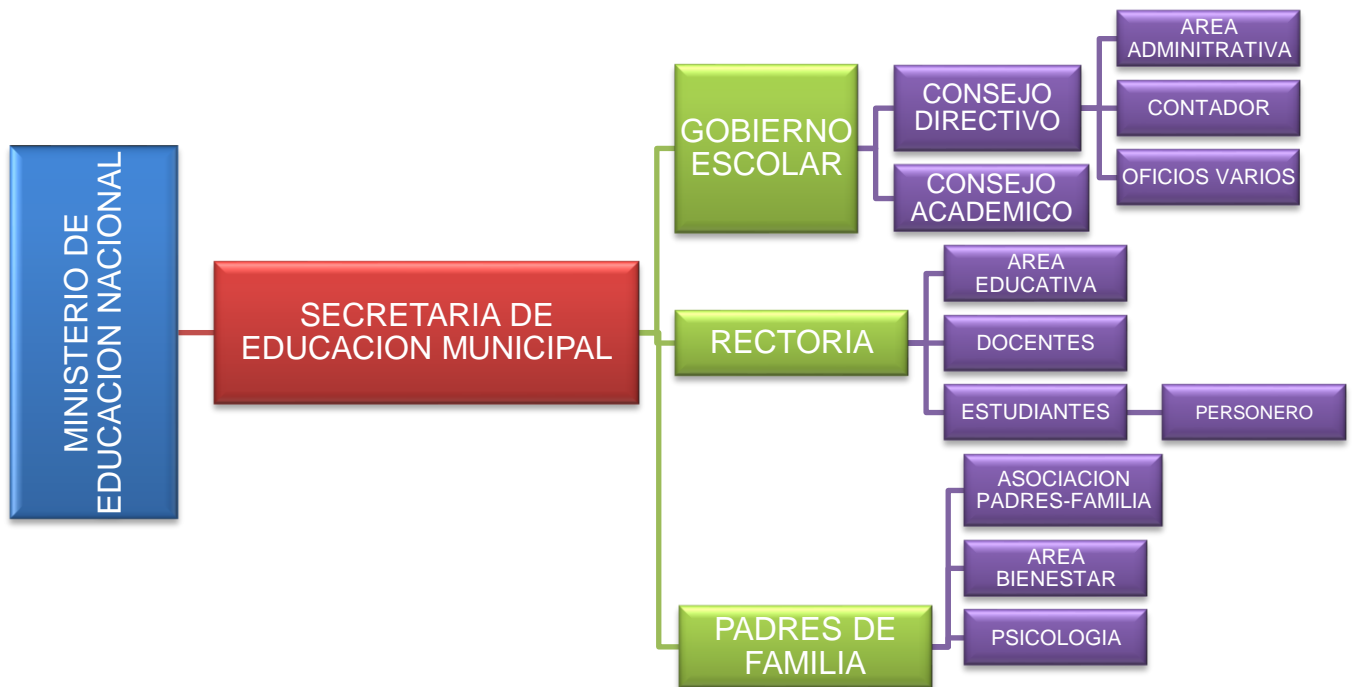 MINISTERIO DE
EDUCACION NACIONAL
SECRETARIA DE
EDUCACION MUNICIPAL
GOBIERNO
ESCOLAR
CONSEJO
DIRECTIVO
AREA
ADMINITRATIVA
CONTADOR
OFICIOS VARIOS
CONSEJO
ACADEMICO
RECTORIA
AREA
EDUCATIVA
DOCENTES
ESTUDIANTES
PERSONERO
PADRES DE
FAMILIA
ASOCIACION
PADRES-FAMILIA
AREA
BIENESTAR
PSICOLOGIA